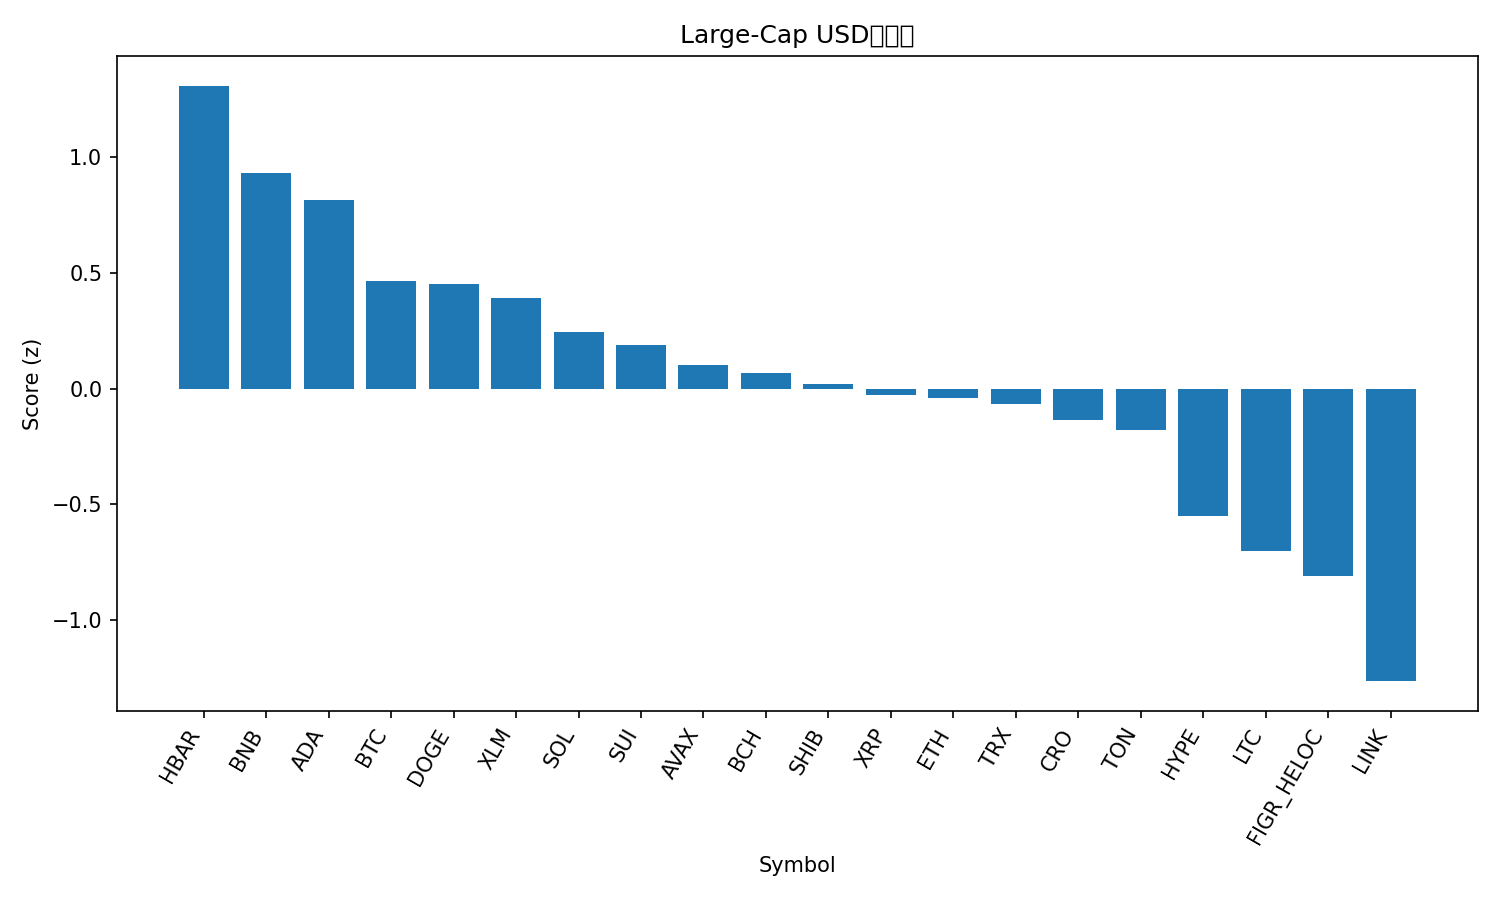 Large-Cap USD
Score (z)
1.0
0.5
0.0
−0.5
−1.0
HBAR
BNB
ADA
BTC
DOGE
XLM
SOL
SUI
AVAX
BCH
SHIB
XRP
ETH
TRX
CRO
TON
HYPE
LTC
FIGR_HELOC
LINK
Symbol